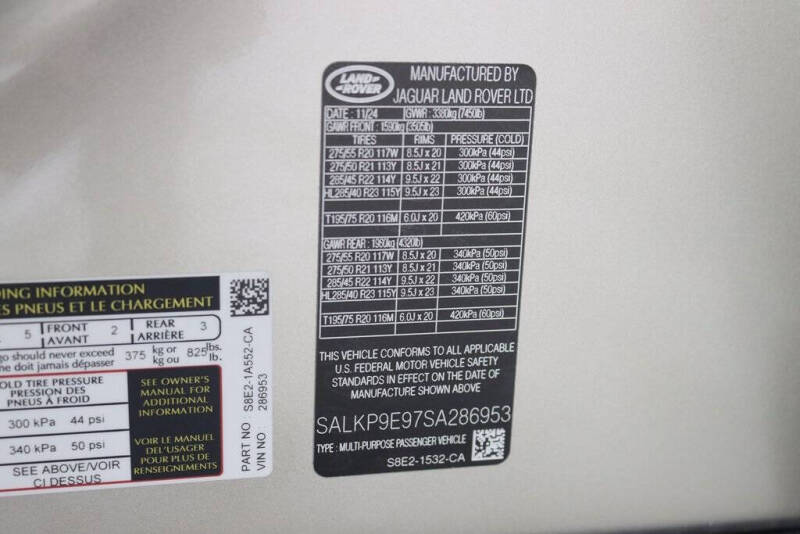 LAND ROVER
MANUFACTURED BY
JAGUAR LAND ROVER LTD
DATE : 11/24 GVWR : 3380kg (7450lb)
GAWR FRONT : 1590kg (3505lb)
TIRES RIMS PRESSURE (COLD)
275/55 R20 117W 8.5J x 20 300kPa (44psi)
275/50 R21 113Y 8.5J x 21 300kPa (44psi)
285/45 R22 114Y 9.5J x 22 300kPa (44psi)
HL285/40 R23 115Y 9.5J x 23 300kPa (44psi)
T195/75 R20 116M 6.0J x 20 420kPa (60psi)
GAWR REAR : 1960kg (4320lb)
275/55 R20 117W 8.5J x 20 340kPa (50psi)
275/50 R21 113Y 8.5J x 21 340kPa (50psi)
285/45 R22 114Y 9.5J x 22 340kPa (50psi)
HL285/40 R23 115Y 9.5J x 23 340kPa (50psi)
T195/75 R20 116M 6.0J x 20 420kPa (60psi)
THIS VEHICLE CONFORMS TO ALL APPLICABLE
U.S. FEDERAL MOTOR VEHICLE SAFETY
STANDARDS IN EFFECT ON THE DATE OF
MANUFACTURE SHOWN ABOVE
SALKP9E97SA286953
TYPE : MULTI-PURPOSE PASSENGER VEHICLE
S8E2-1532-CA
DING INFORMATION
ES PNEUS ET LE CHARGEMENT
5 FRONT 2 REAR 3
AVANT ARRIÈRE
go should never exceed 375 kg or 825 lbs.
ne doit jamais dépasser kg ou lb.
OLD TIRE PRESSURE
PRESSION DES
PNEUS À FROID
300 kPa 44 psi
340 kPa 50 psi
SEE ABOVE/VOIR
CI DESSUS
SEE OWNER'S
MANUAL FOR
ADDITIONAL
INFORMATION
VOIR LE MANUEL
DE L'USAGER
POUR PLUS DE
RENSEIGNEMENTS
PART NO : S8E2-1A552-CA
VIN NO : 286953